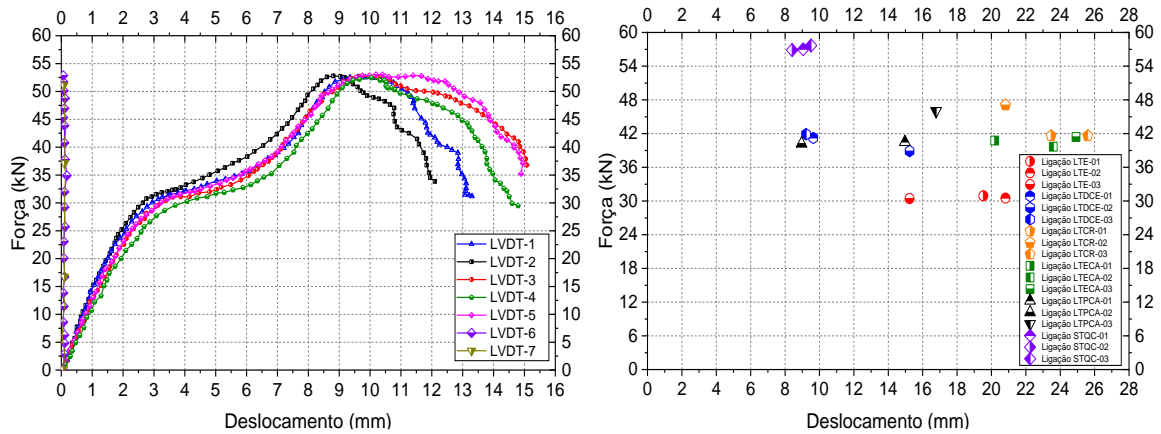 0 1 2 3 4 5 6 7 8 9 10 11 12 13 14 15 16
60
55
50
45
40
35
30
25
20
15
10
5
0
60
55
50
45
40
35
30
25
20
15
10
5
0
Força (kN)
LVDT-1
LVDT-2
LVDT-3
LVDT-4
LVDT-5
LVDT-6
LVDT-7
0 1 2 3 4 5 6 7 8 9 10 11 12 13 14 15 16
Deslocamento (mm)
0 2 4 6 8 10 12 14 16 18 20 22 24 26 28
60
54
48
42
36
30
24
18
12
6
0
60
54
48
42
36
30
24
18
12
6
0
Força (kN)
Ligação LTE-01
Ligação LTE-02
Ligação LTE-03
Ligação LTDCE-01
Ligação LTDCE-02
Ligação LTDCE-03
Ligação LTCR-01
Ligação LTCR-02
Ligação LTCR-03
Ligação LTECA-01
Ligação LTECA-02
Ligação LTECA-03
Ligação LTPCA-01
Ligação LTPCA-02
Ligação LTPCA-03
Ligação STQC-01
Ligação STQC-02
Ligação STQC-03
0 2 4 6 8 10 12 14 16 18 20 22 24 26 28
Deslocamento (mm)